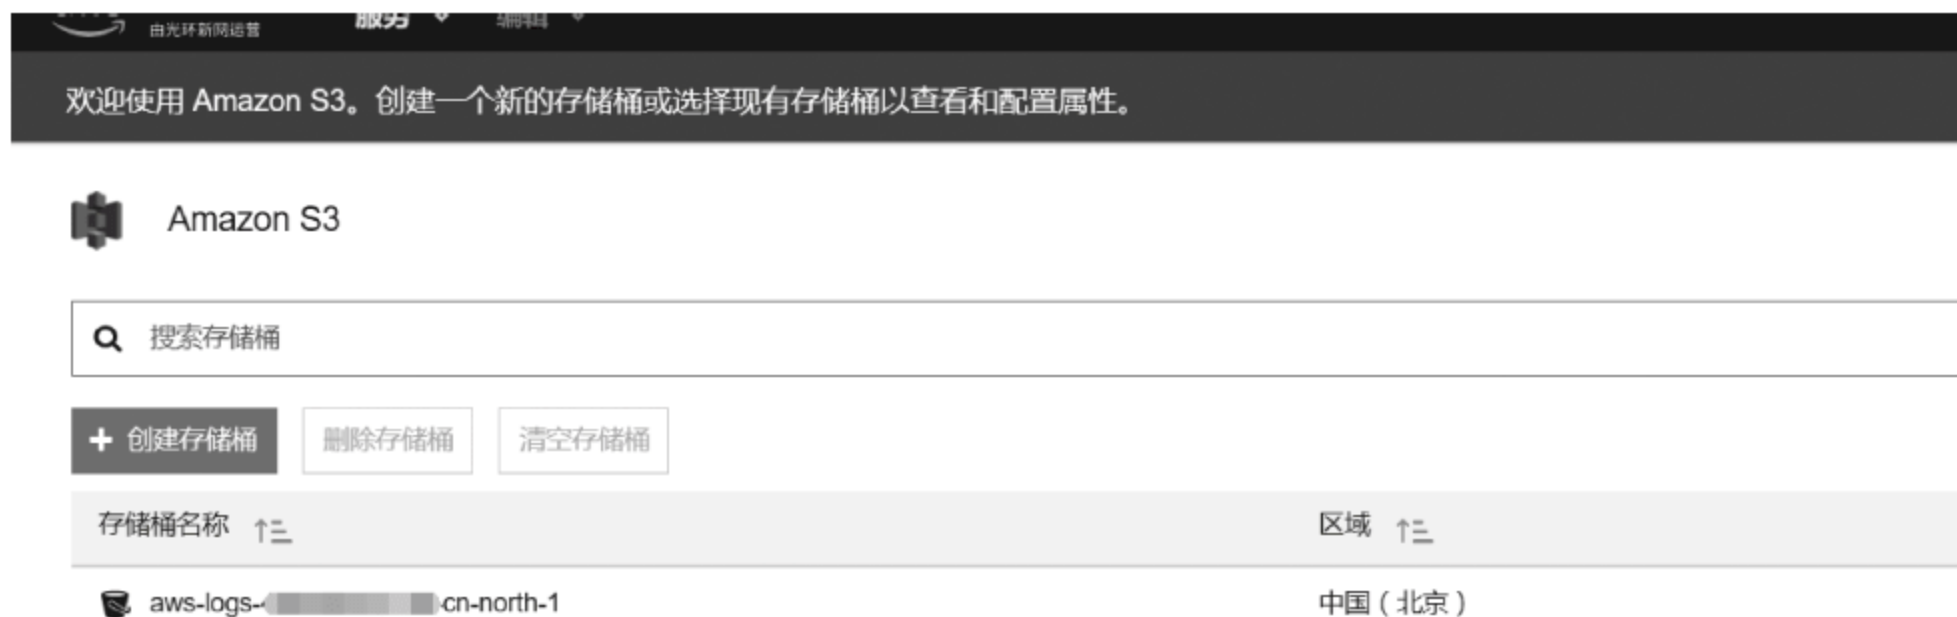 由光环新网运营 服务 编辑
欢迎使用 Amazon S3。创建一个新的存储桶或选择现有存储桶以查看和配置属性。
Amazon S3
搜索存储桶
创建存储桶 删除存储桶 清空存储桶
存储桶名称 区域
aws-logs- cn-north-1 中国（北京）